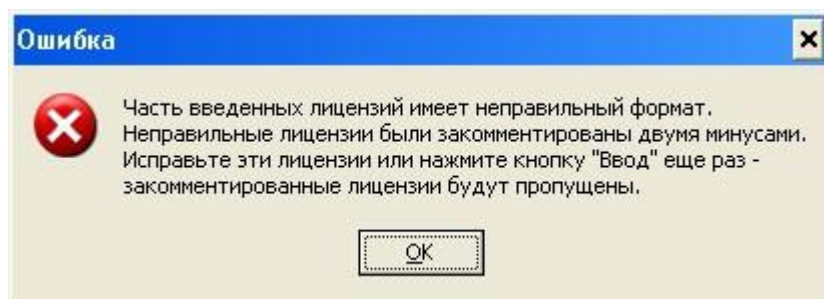 Ошибка
Часть введенных лицензий имеет неправильный формат.
Неправильные лицензии были закомментированы двумя минусами.
Исправьте эти лицензии или нажмите кнопку "Ввод" еще раз -
закомментированные лицензии будут пропущены.
OK